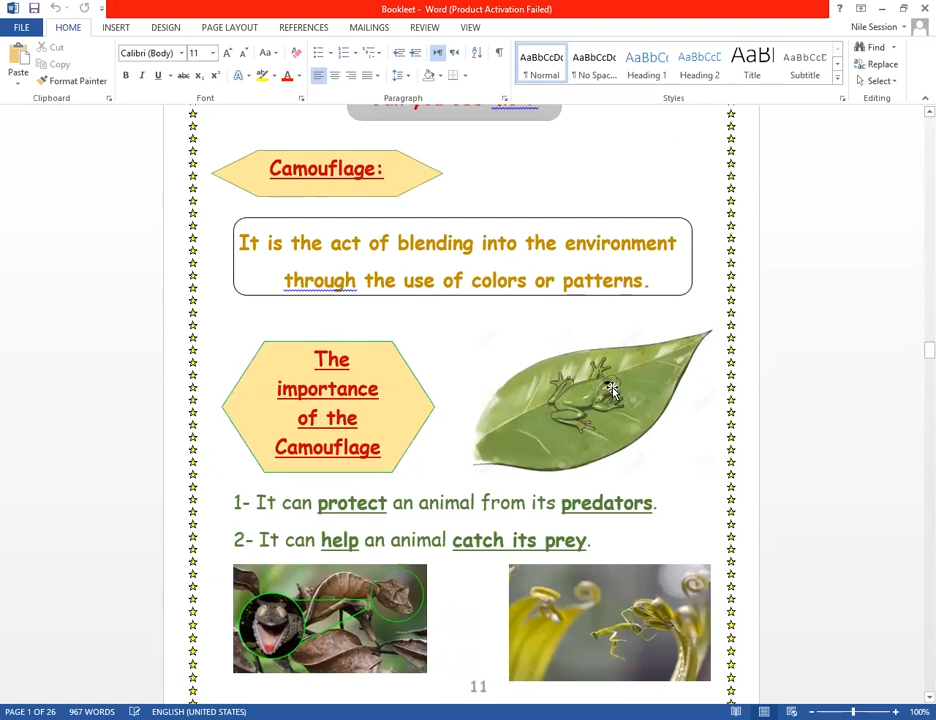 Bookleet - Word (Product Activation Failed)
FILE HOME INSERT DESIGN PAGE LAYOUT REFERENCES MAILINGS REVIEW VIEW Nile Session
Paste
Cut
Copy
Format Painter
Clipboard
Calibri (Body) 11
Font
Paragraph
AaBbCcDc AaBbCcDc AaBbC AaBbC AaB AaBbCcD
¶ Normal ¶ No Spac... Heading 1 Heading 2 Title Subtitle
Styles
Find
Replace
Select
Editing
Camouflage:
It is the act of blending into the environment
through the use of colors or patterns.
The
importance
of the
Camouflage
1- It can protect an animal from its predators.
2- It can help an animal catch its prey.
11
PAGE 1 OF 26 967 WORDS ENGLISH (UNITED STATES) 100%